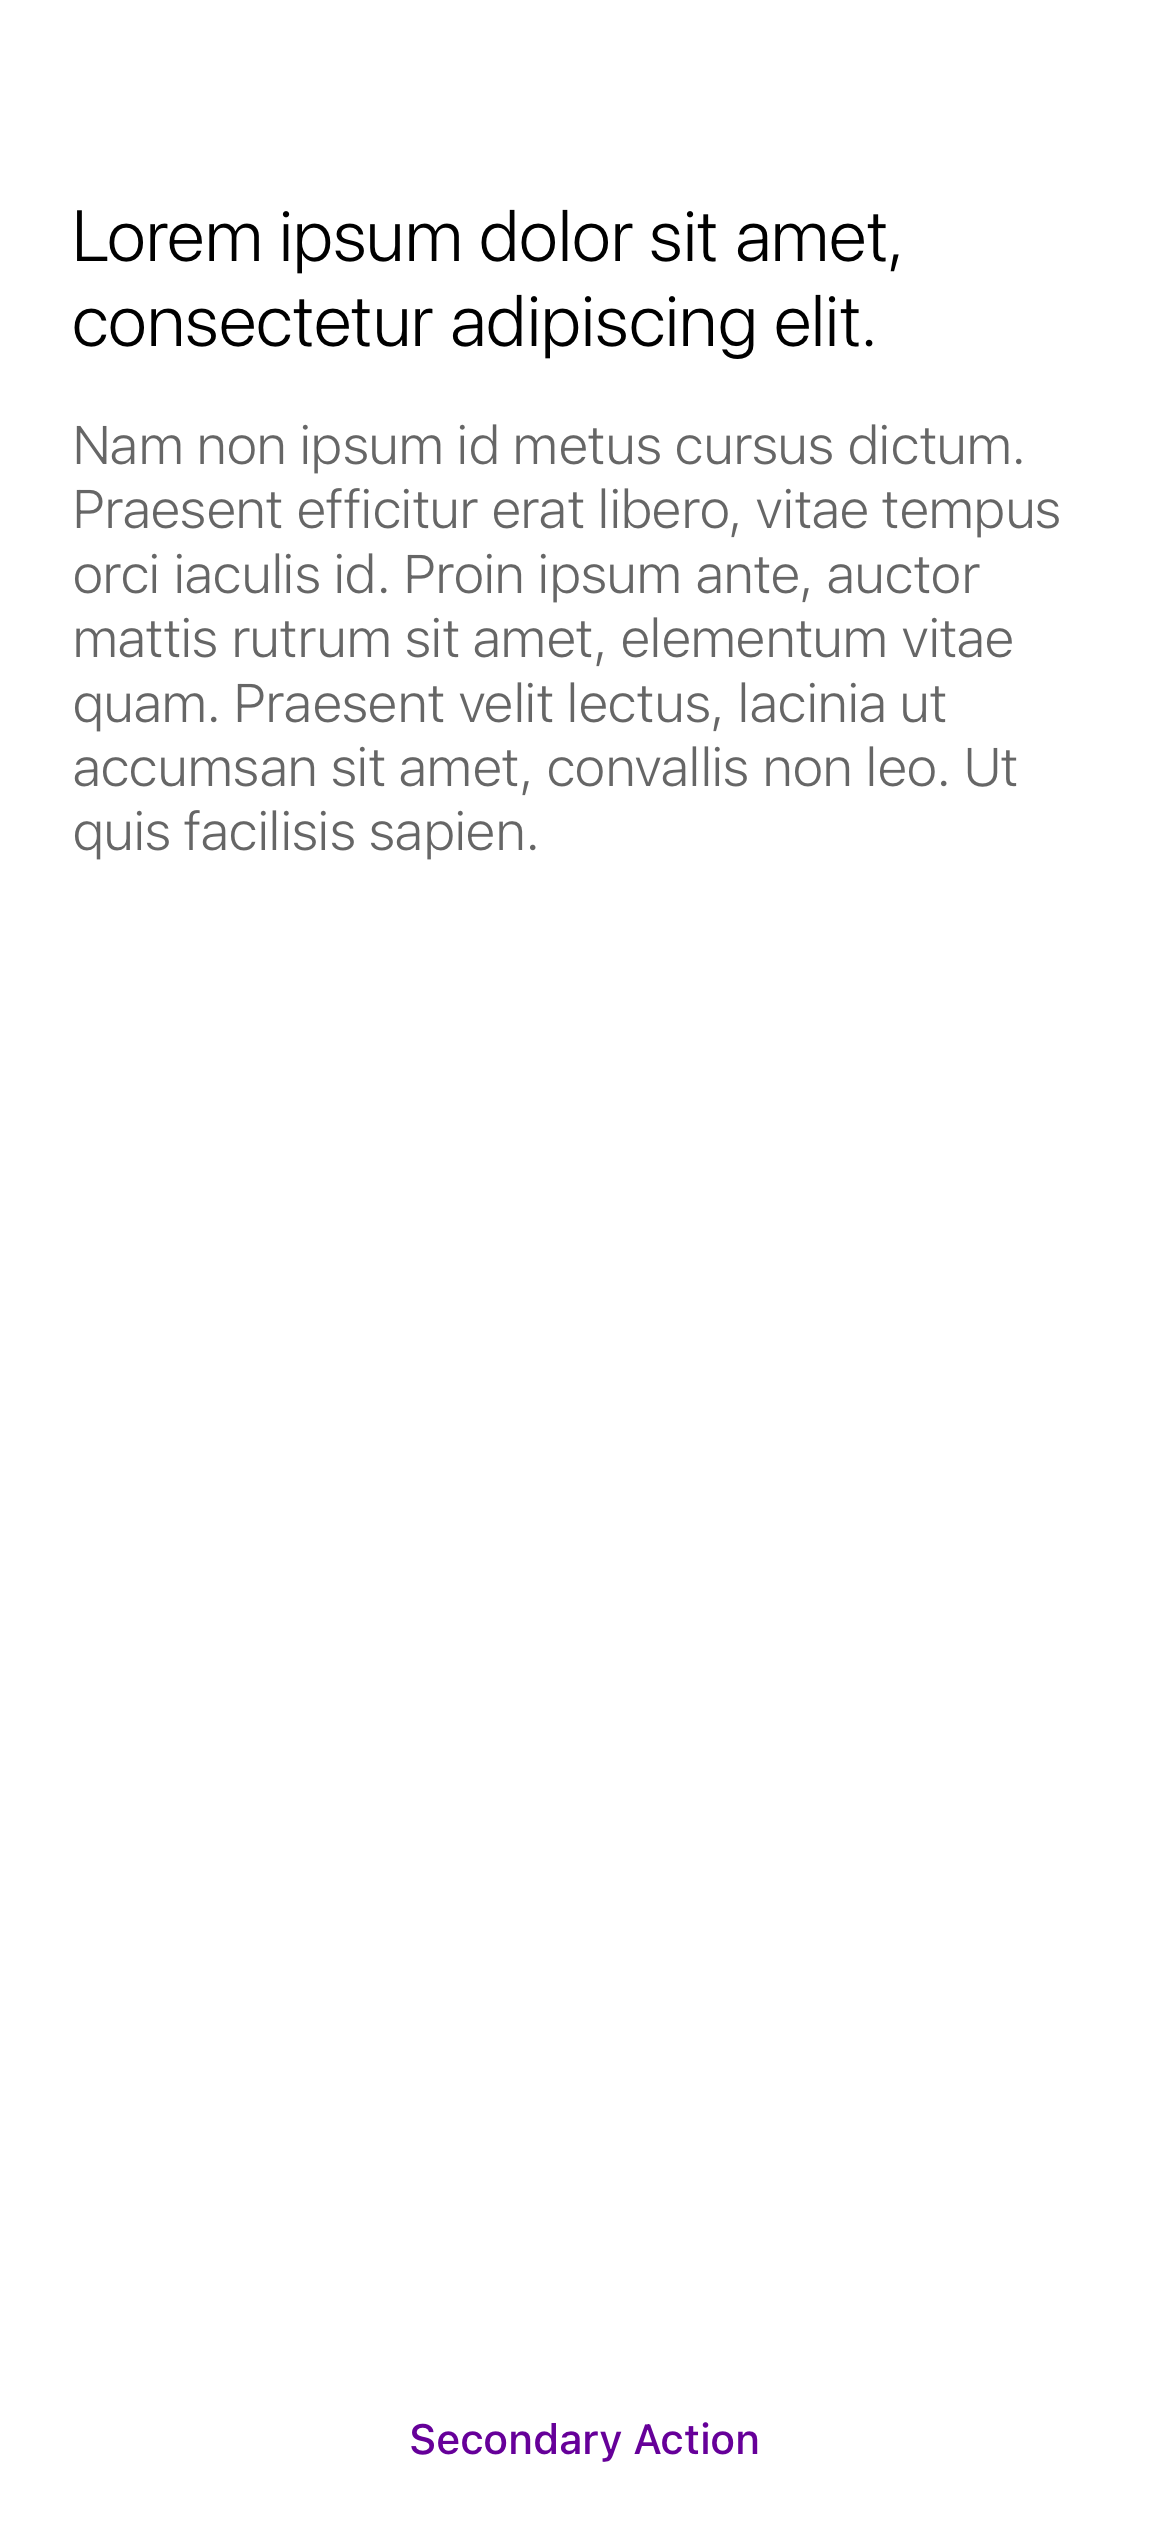 Lorem ipsum dolor sit amet,
consectetur adipiscing elit.
Nam non ipsum id metus cursus dictum.
Praesent efficitur erat libero, vitae tempus
orci iaculis id. Proin ipsum ante, auctor
mattis rutrum sit amet, elementum vitae
quam. Praesent velit lectus, lacinia ut
accumsan sit amet, convallis non leo. Ut
quis facilisis sapien.
Secondary Action